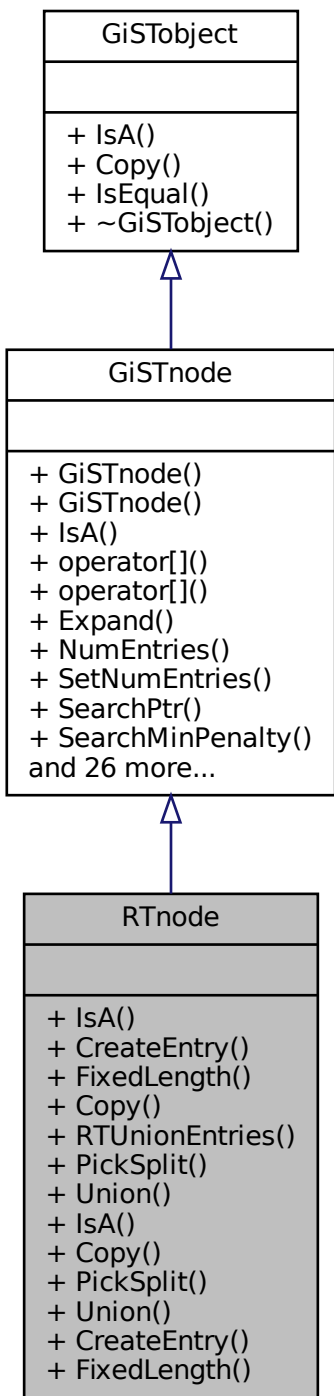 GiSTobject
+ IsA()
+ Copy()
+ IsEqual()
+ ~GiSTobject()
GiSTnode
+ GiSTnode()
+ GiSTnode()
+ IsA()
+ operator[]()
+ operator[]()
+ Expand()
+ NumEntries()
+ SetNumEntries()
+ SearchPtr()
+ SearchMinPenalty()
and 26 more...
RTnode
+ IsA()
+ CreateEntry()
+ FixedLength()
+ Copy()
+ RTUnionEntries()
+ PickSplit()
+ Union()
+ IsA()
+ Copy()
+ PickSplit()
+ Union()
+ CreateEntry()
+ FixedLength()